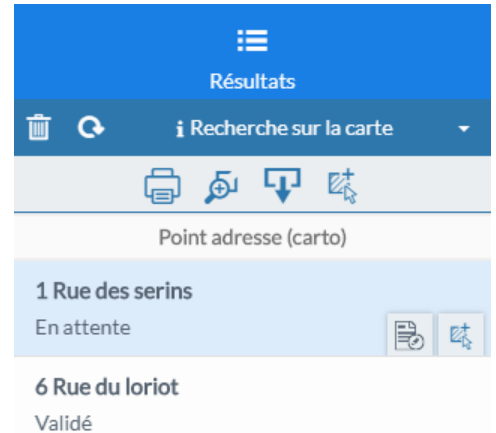 Résultats
Recherche sur la carte
Point adresse (carto)
1 Rue des serins
En attente
6 Rue du loriot
Validé